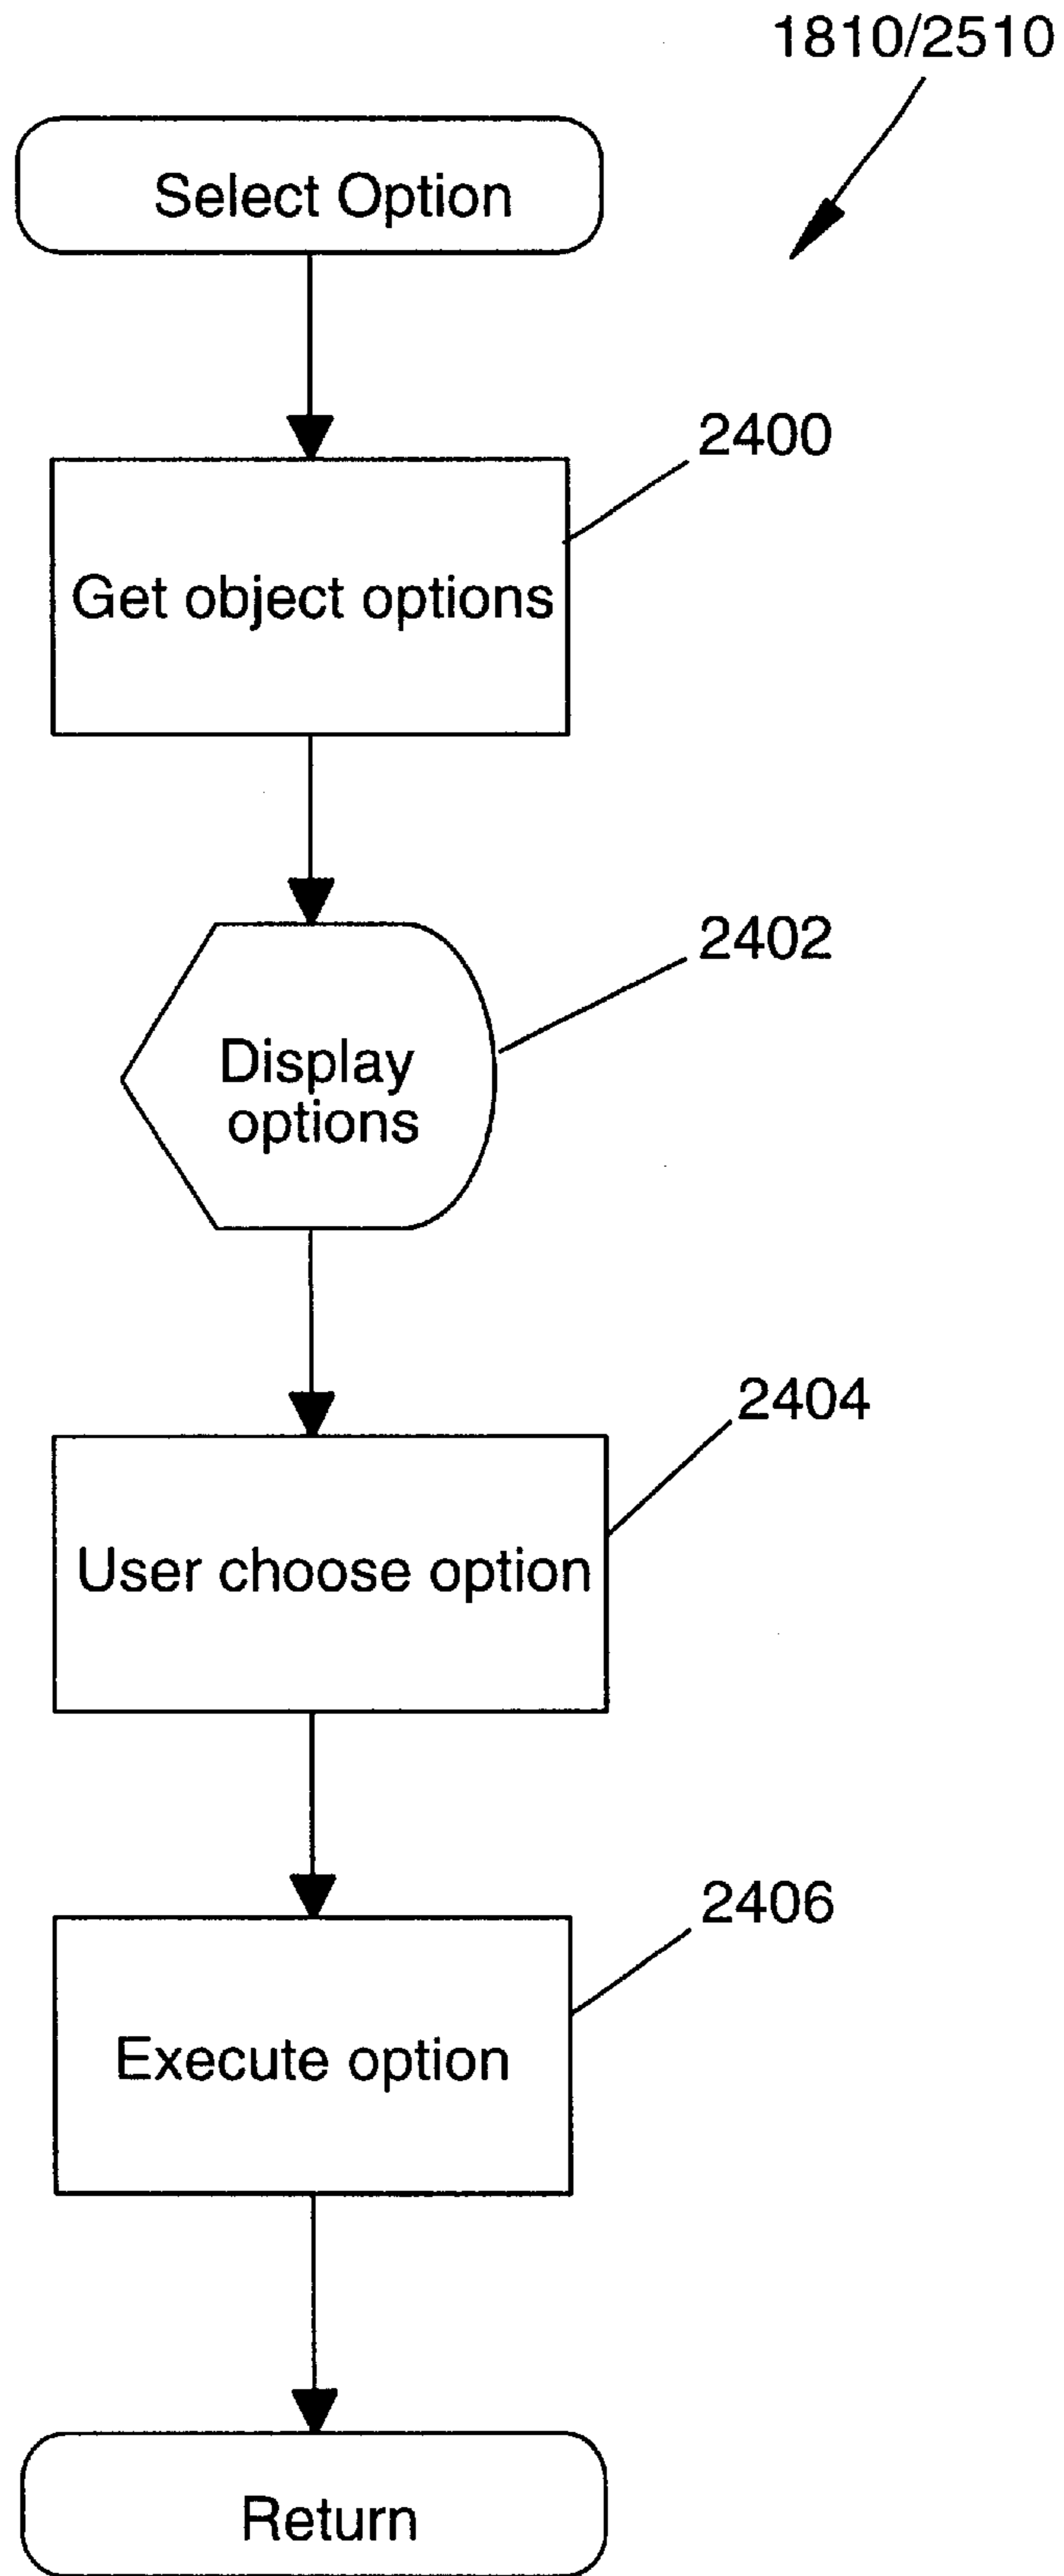 1810/2510
Select Option
2400
Get object options
2402
Display
options
2404
User choose option
2406
Execute option
Return